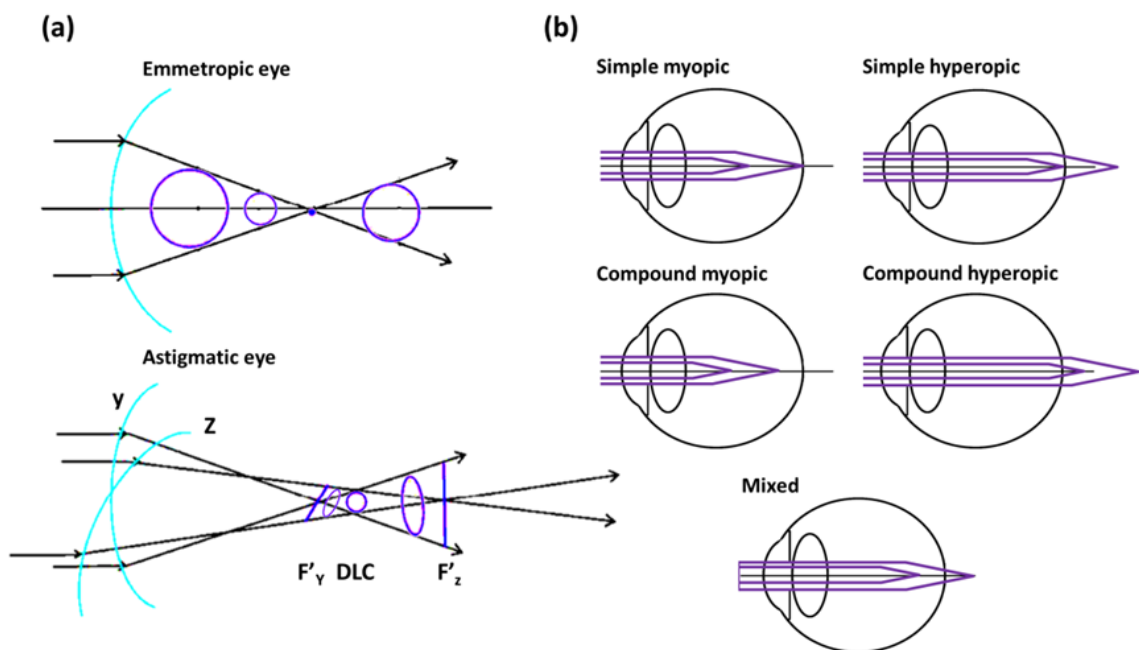 (a)
Emmetropic eye
Astigmatic eye
y
Z
F'Y DLC F'z
(b)
Simple myopic
Simple hyperopic
Compound myopic
Compound hyperopic
Mixed